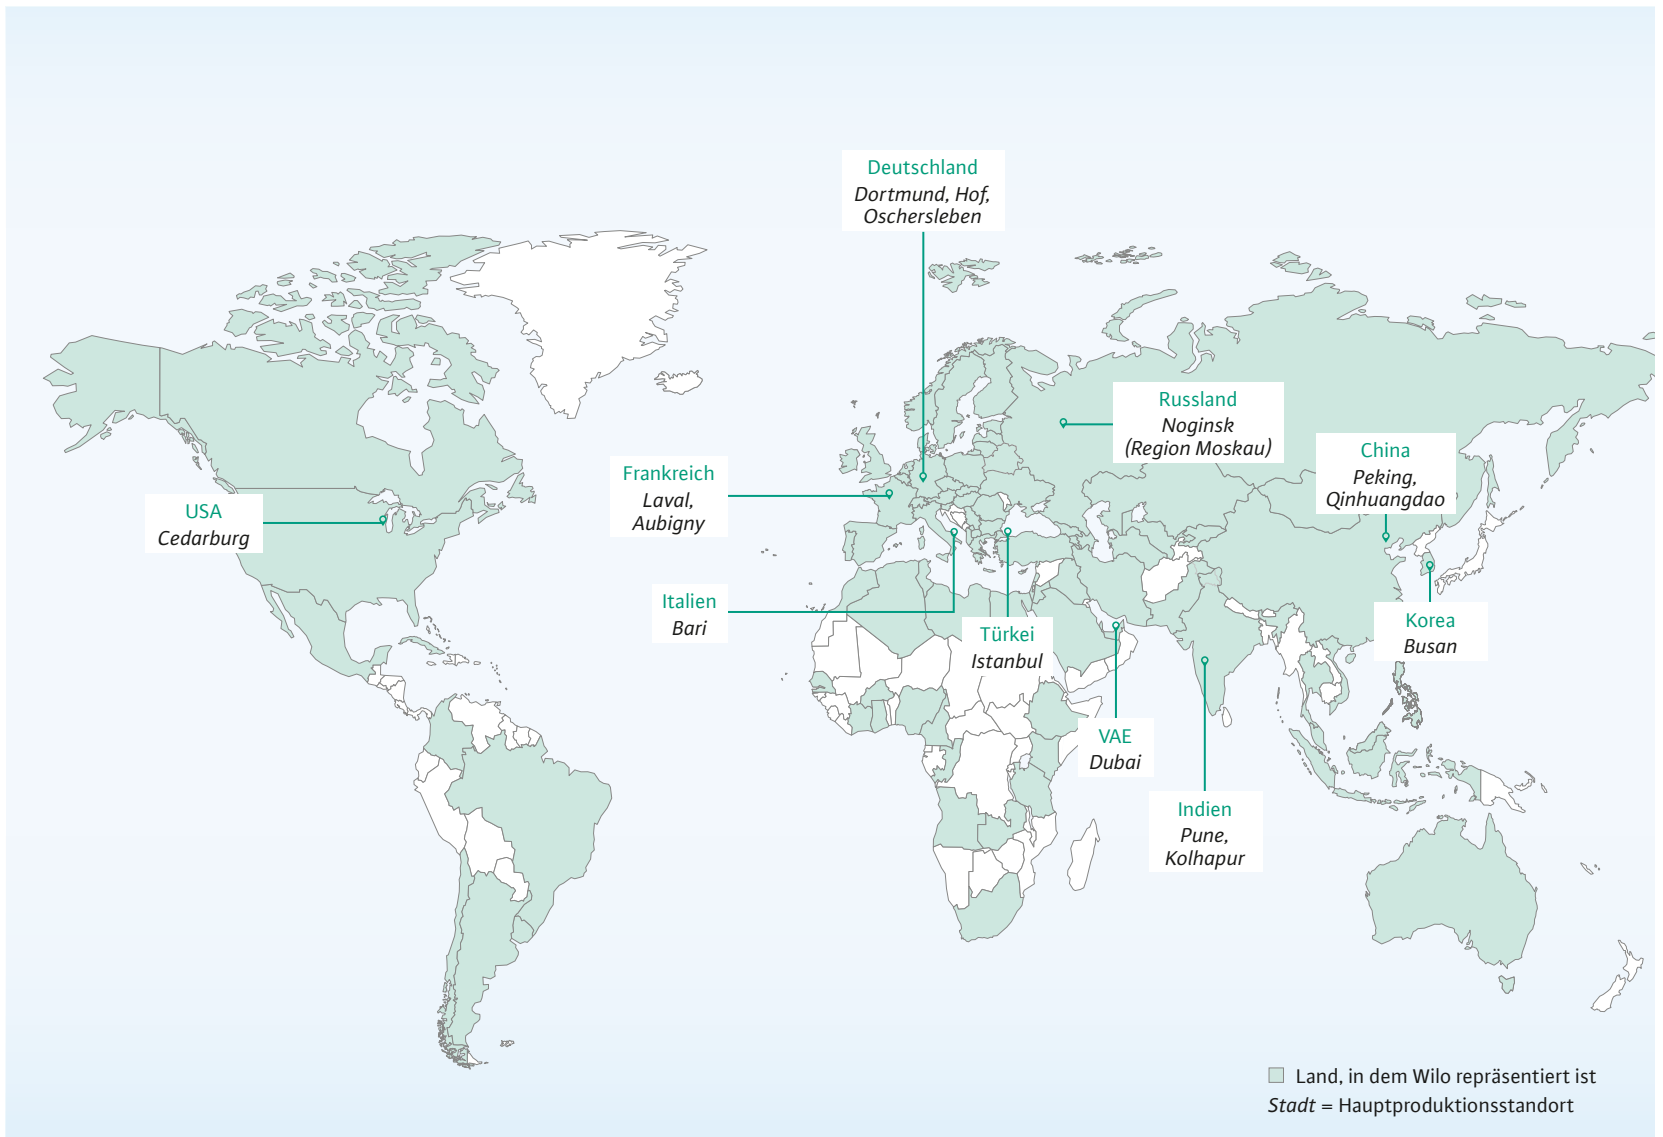 Deutschland
Dortmund, Hof,
Oschersleben
Russland
Noginsk
(Region Moskau)
China
Peking,
Qinhuangdao
Frankreich
Laval,
Aubigny
USA
Cedarburg
Italien
Bari
Türkei
Istanbul
Korea
Busan
VAE
Dubai
Indien
Pune,
Kolhapur
Land, in dem Wilo repräsentiert ist
Stadt = Hauptproduktionsstandort